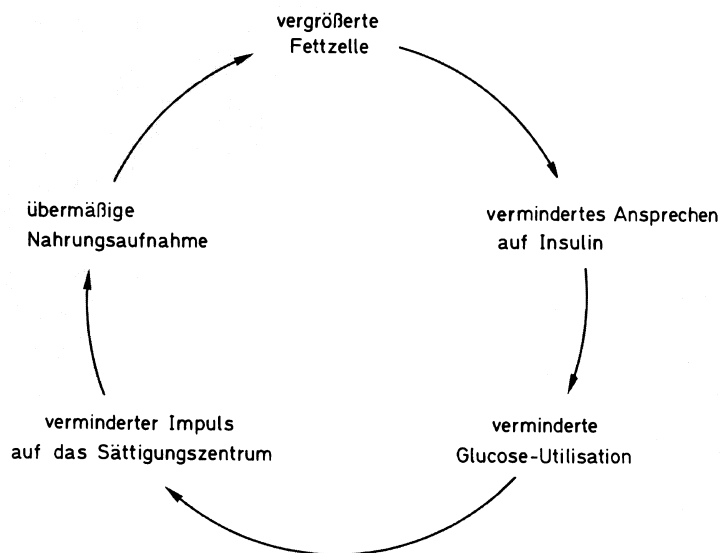 vergrößerte
Fettzelle
vermindertes Ansprechen
auf Insulin
verminderte
Glucose-Utilisation
verminderter Impuls
auf das Sättigungszentrum
übermäßige
Nahrungsaufnahme